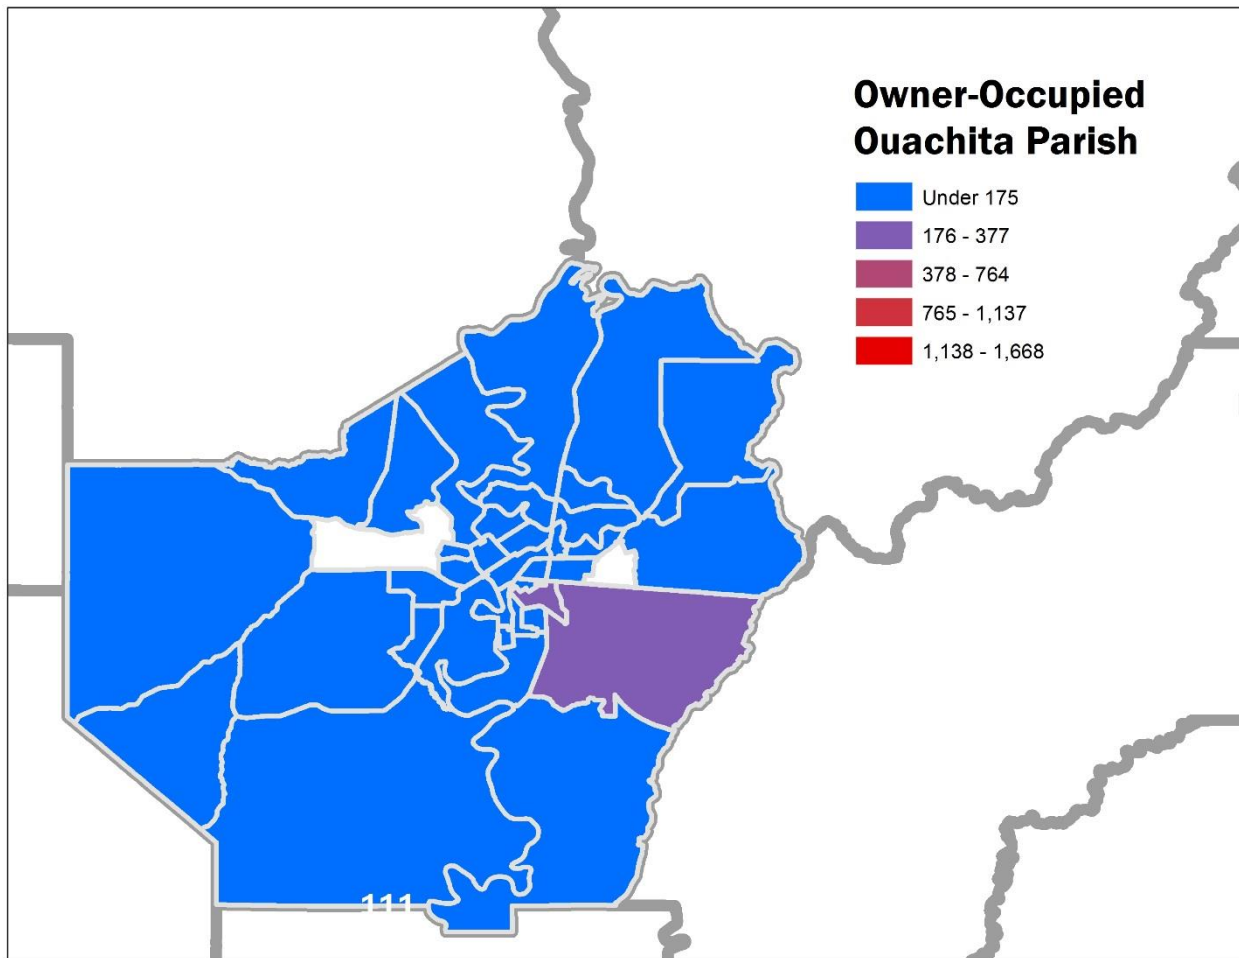 Owner-Occupied
Ouachita Parish
Under 175
176 - 377
378 - 764
765 - 1,137
1,138 - 1,668
111